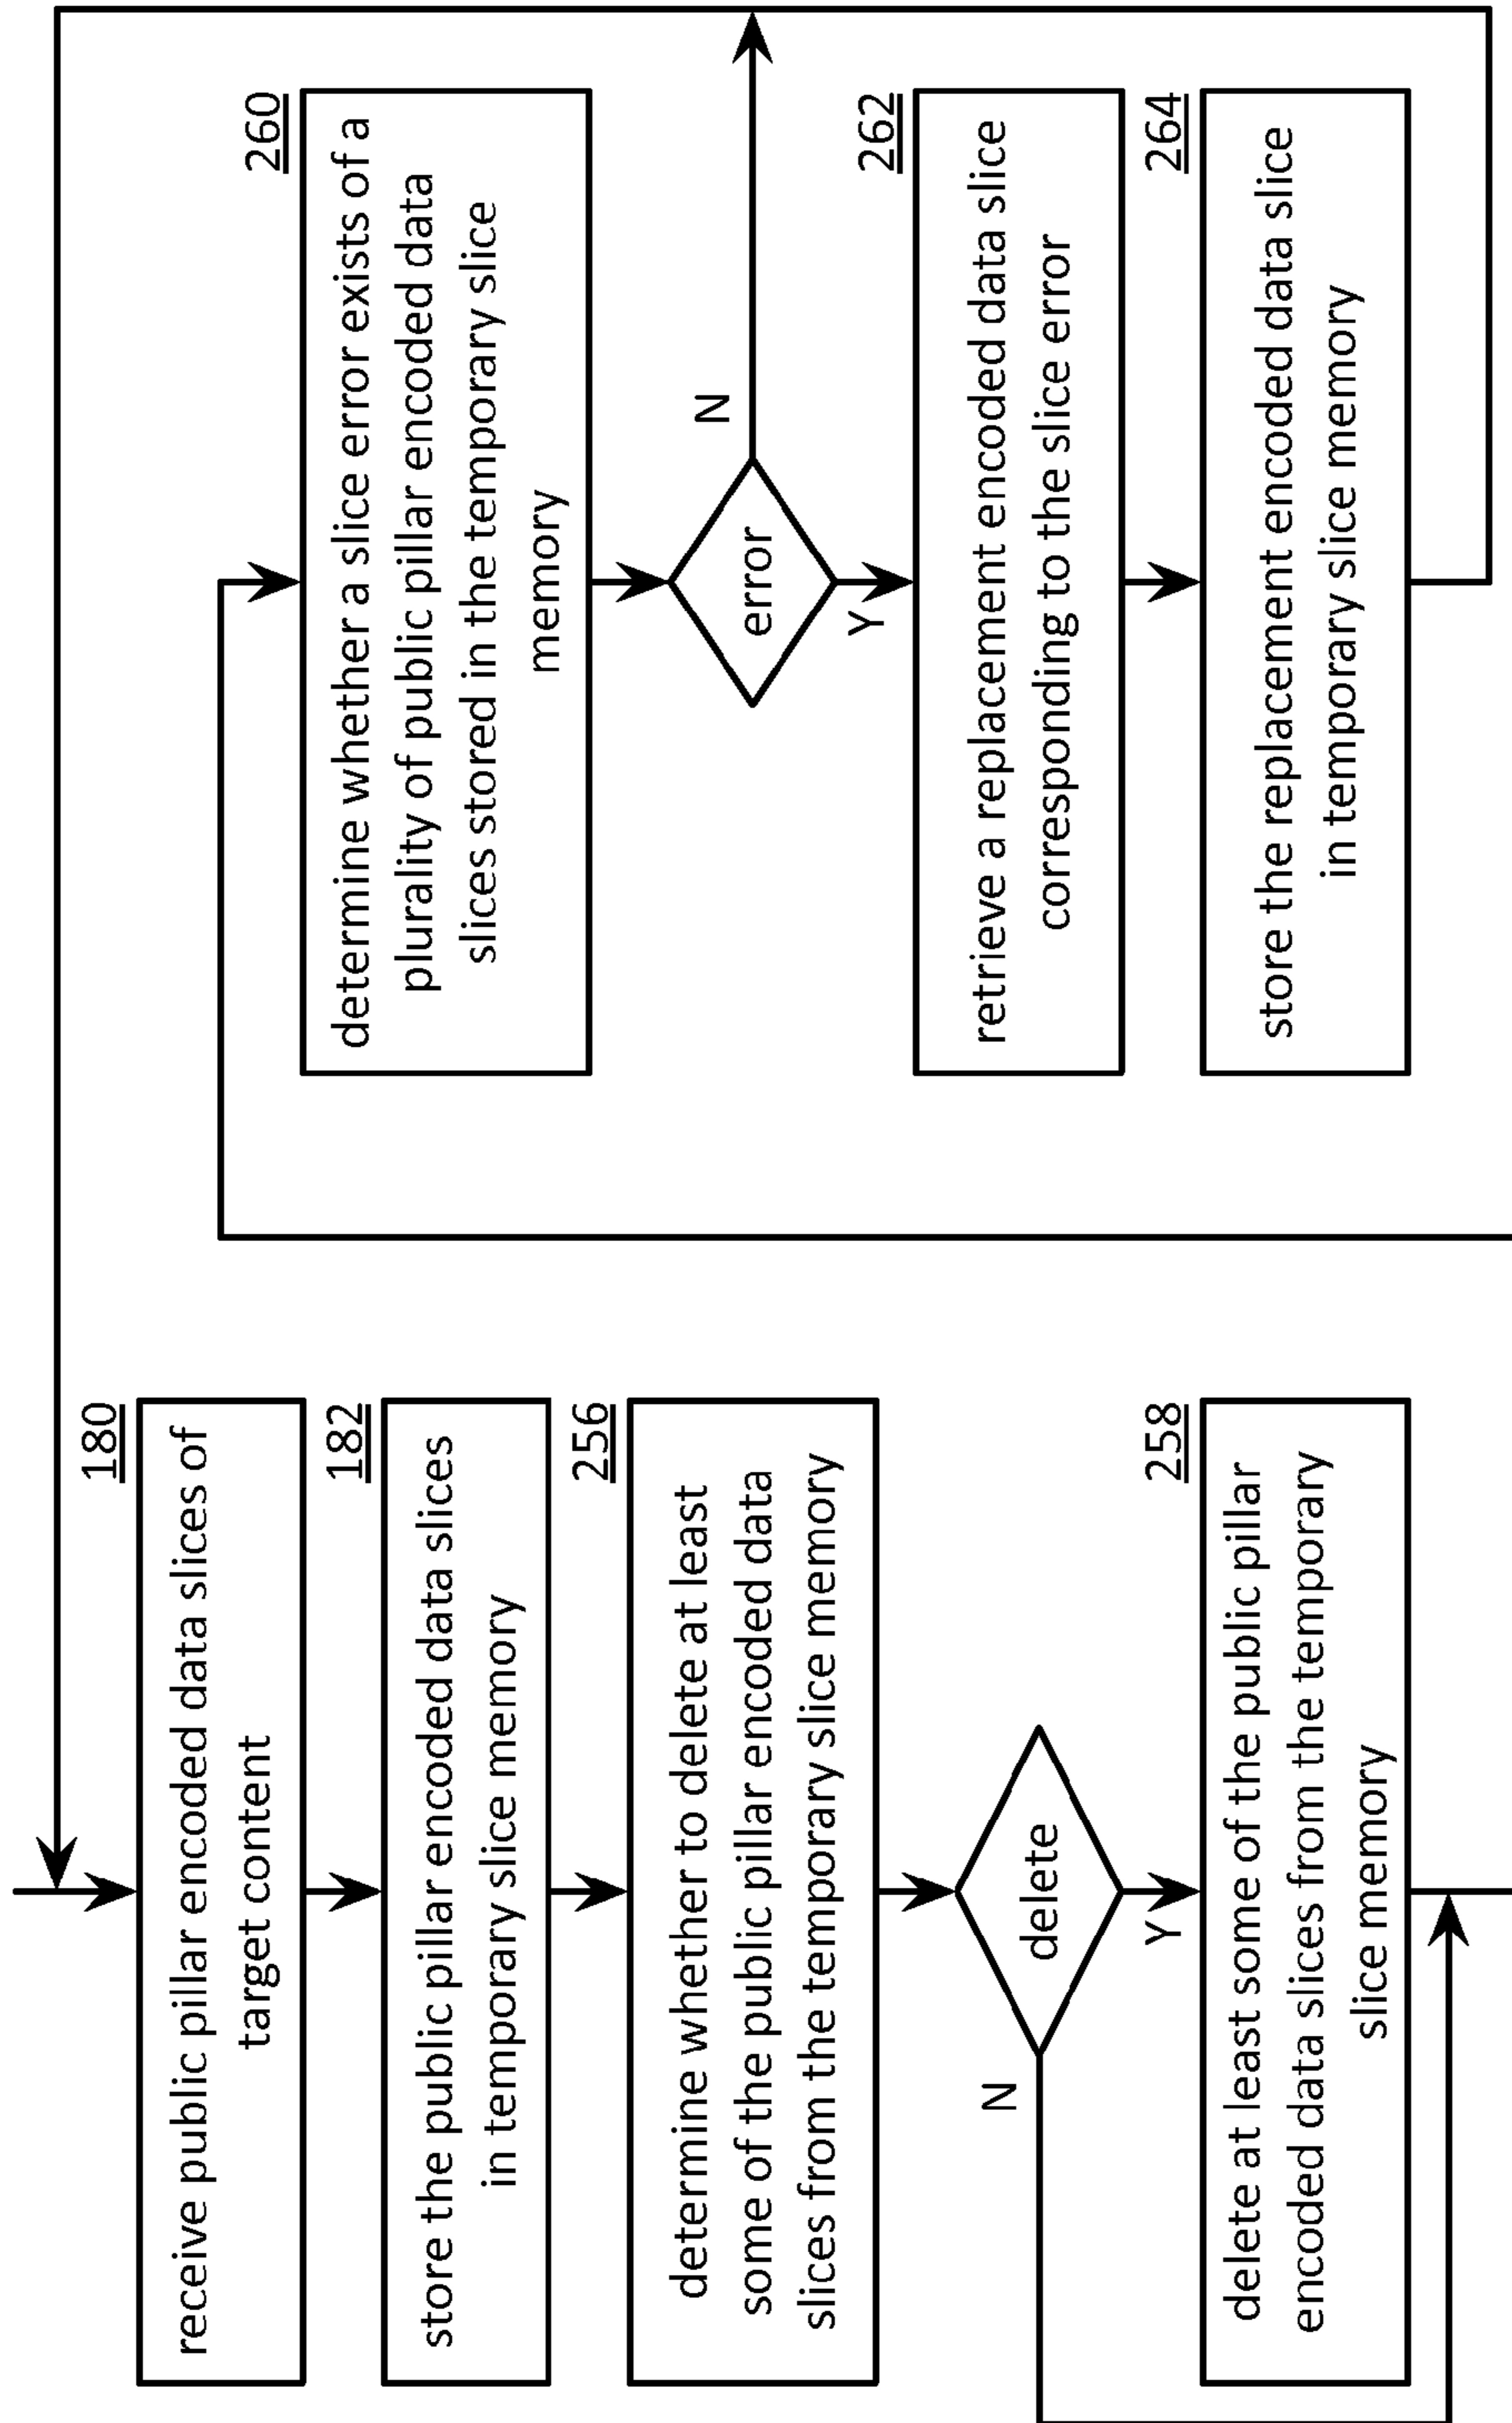 180
receive public pillar encoded data slices of
target content
182
store the public pillar encoded data slices
in temporary slice memory
256
determine whether to delete at least
some of the public pillar encoded data
slices from the temporary slice memory
delete
N
Y
258
delete at least some of the public pillar
encoded data slices from the temporary
slice memory
260
determine whether a slice error exists of a
plurality of public pillar encoded data
slices stored in the temporary slice
memory
error
N
Y
262
retrieve a replacement encoded data slice
corresponding to the slice error
264
store the replacement encoded data slice
in temporary slice memory